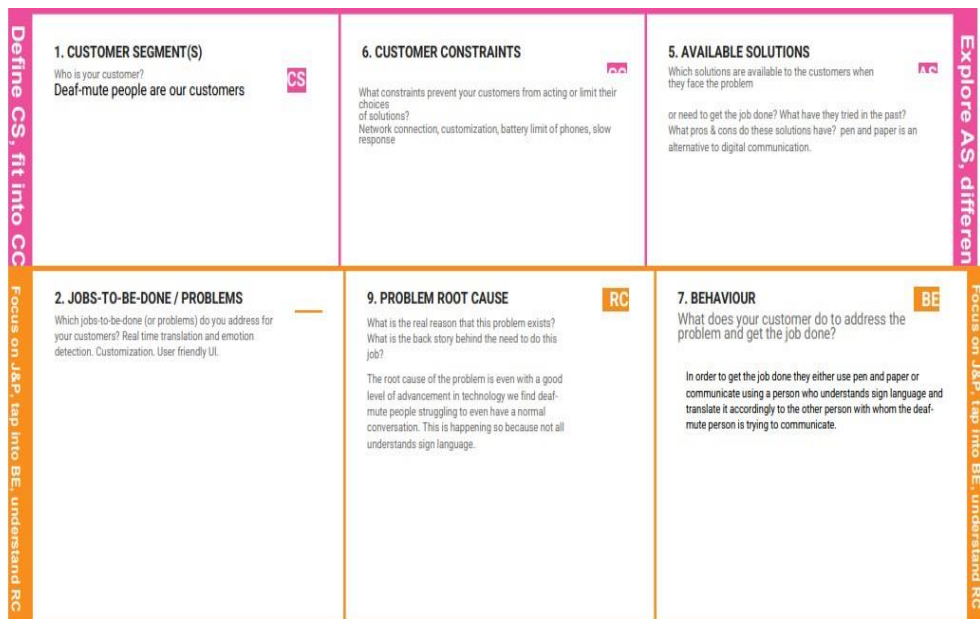 Define CS, fit into CC
1. CUSTOMER SEGMENT(S)
Who is your customer?
Deaf-mute people are our customers
CS
6. CUSTOMER CONSTRAINTS
What constraints prevent your customers from acting or limit their
choices
of solutions?
Network connection, customization, battery limit of phones, slow
response
5. AVAILABLE SOLUTIONS
AS
Which solutions are available to the customers when
they face the problem
or need to get the job done? What have they tried in the past?
What pros & cons do these solutions have? pen and paper is an
alternative to digital communication.
Explore AS, differen
Focus on J&P, tap into BE, understand RC
2. JOBS-TO-BE-DONE / PROBLEMS
Which jobs-to-be-done (or problems) do you address for
your customers? Real time translation and emotion
detection. Customization. User friendly UI.
9. PROBLEM ROOT CAUSE
RC
What is the real reason that this problem exists?
What is the back story behind the need to do this
job?
The root cause of the problem is even with a good
level of advancement in technology we find deaf-
mute people struggling to even have a normal
conversation. This is happening so because not all
understands sign language.
7. BEHAVIOUR
BE
What does your customer do to address the
problem and get the job done?
In order to get the job done they either use pen and paper or
communicate using a person who understands sign language and
translate it accordingly to the other person with whom the deaf-
mute person is trying to communicate.
Focus on J&P, tap into BE, understand RC